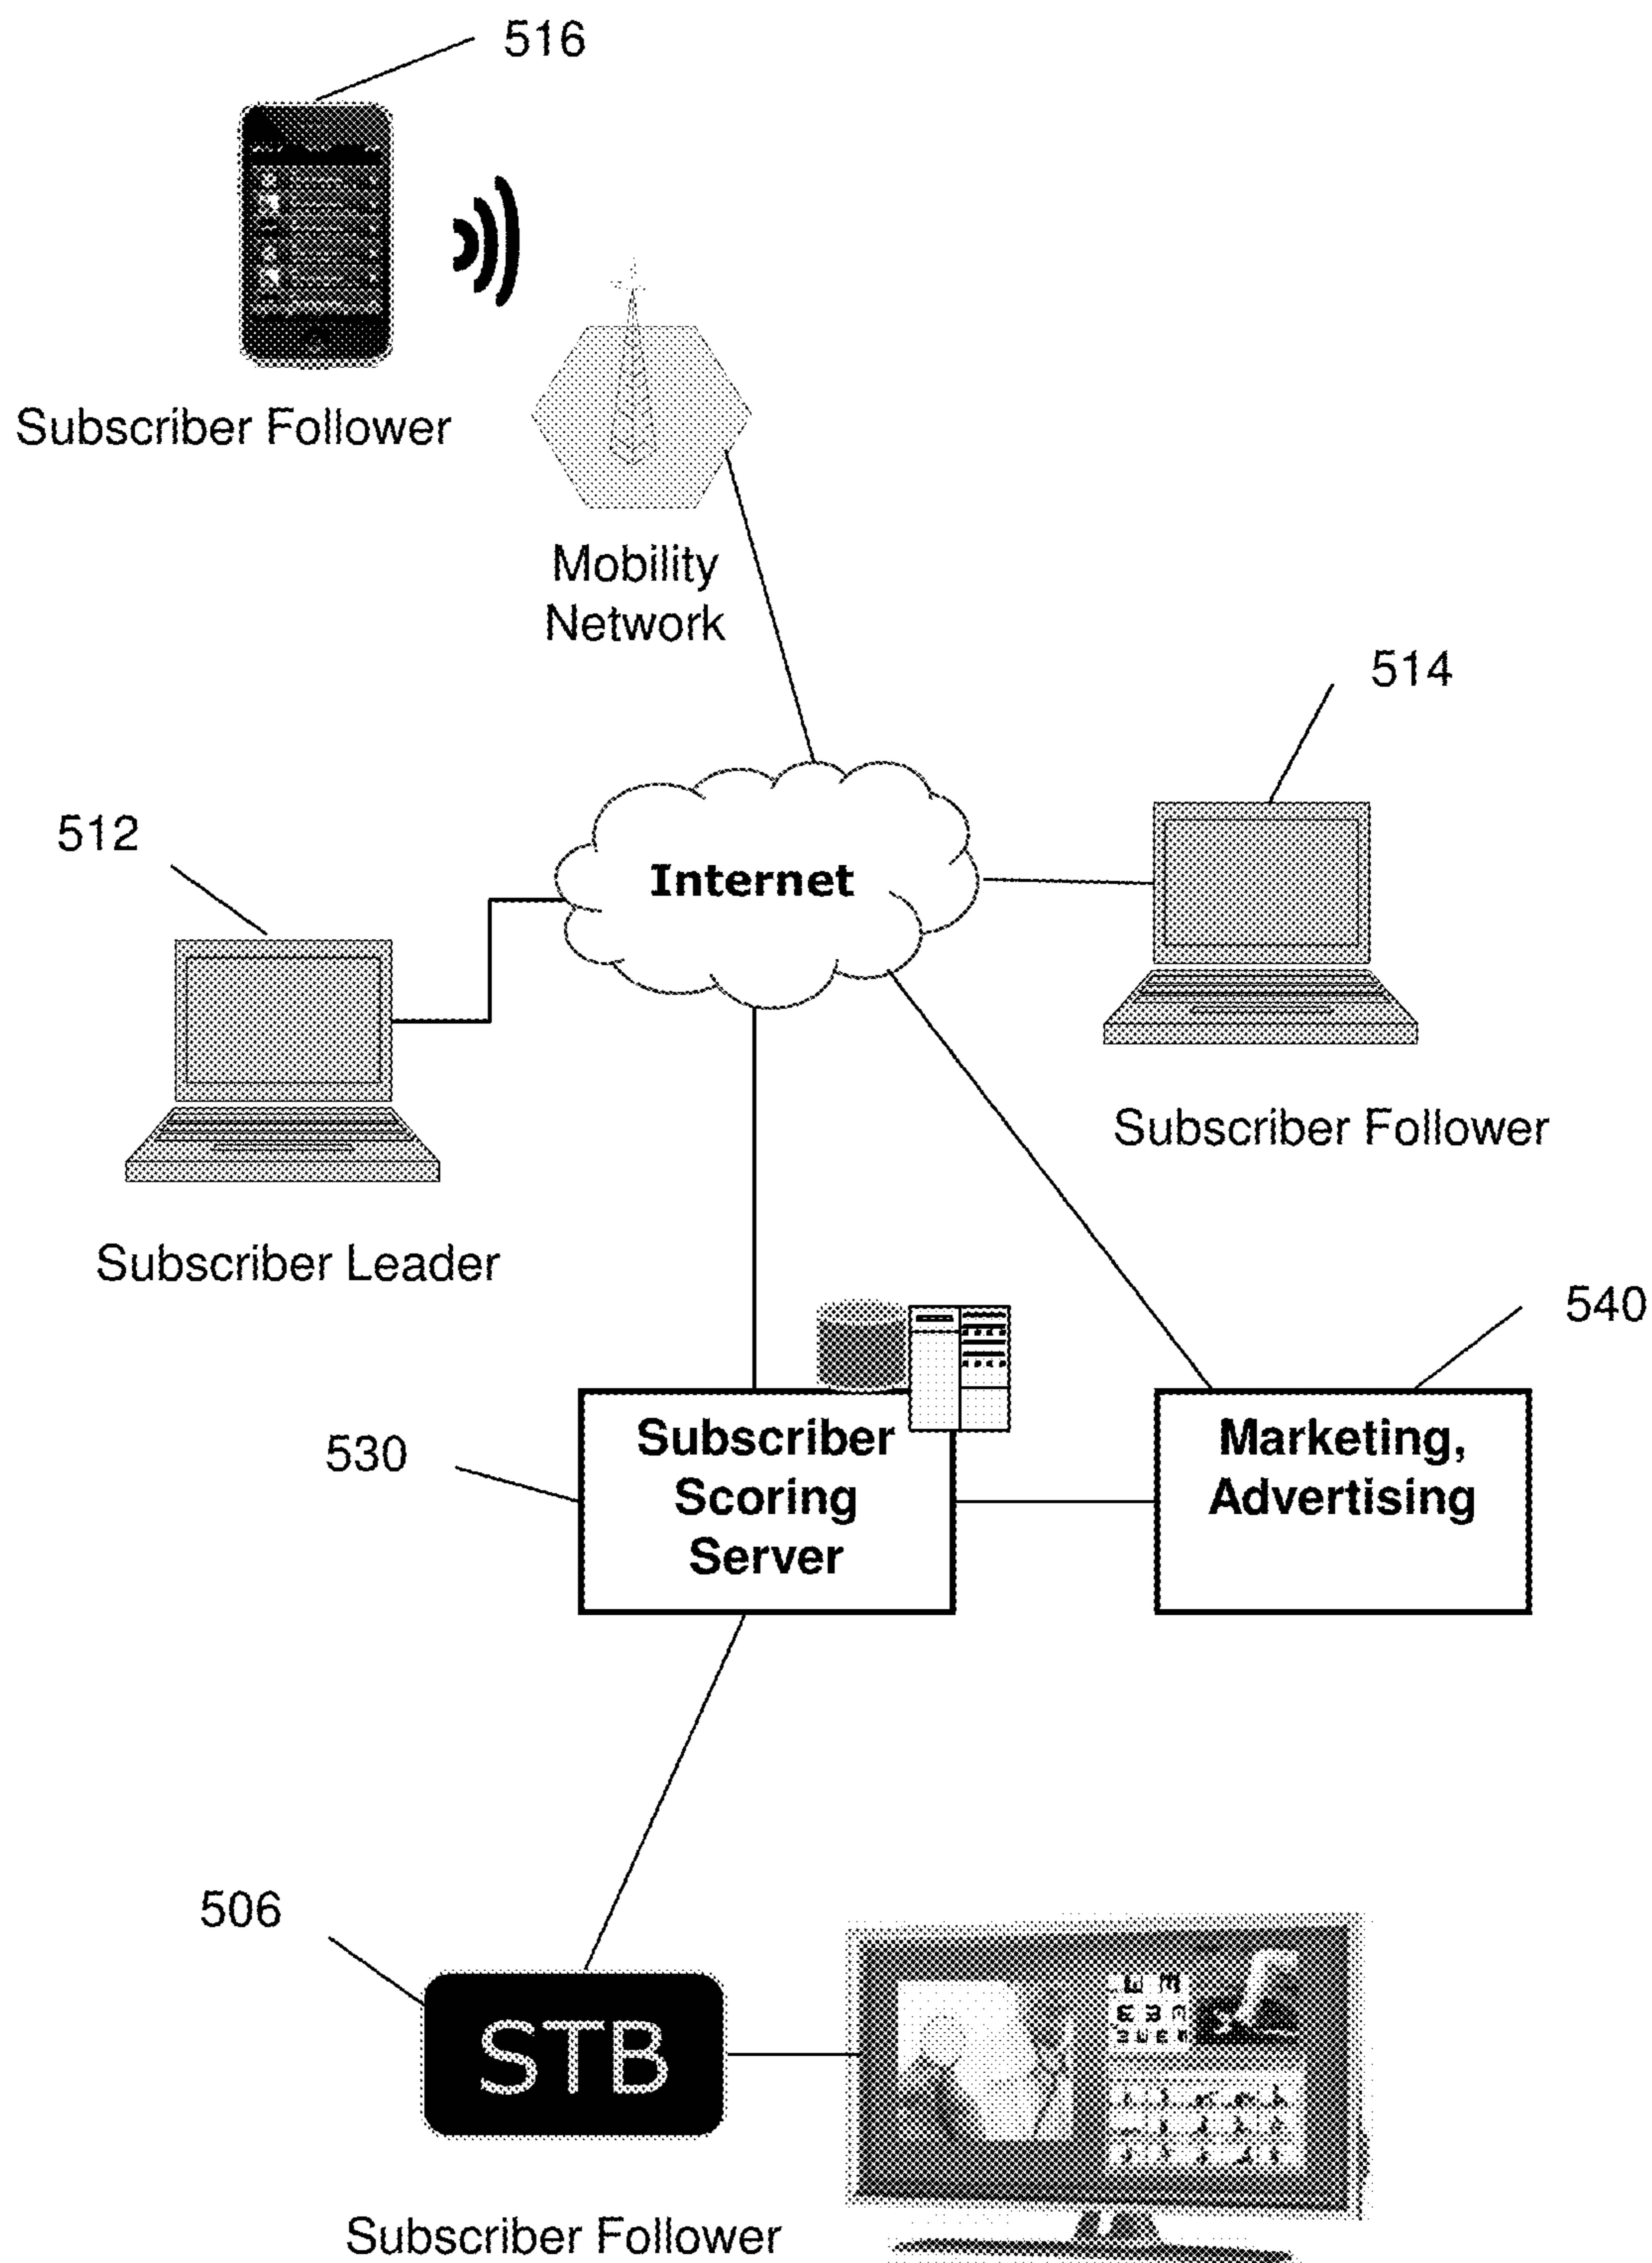 516
Subscriber Follower
Mobility
Network
514
512
Internet
Subscriber Follower
Subscriber Leader
540
530
Subscriber
Scoring
Server
Marketing,
Advertising
506
STB
Subscriber Follower